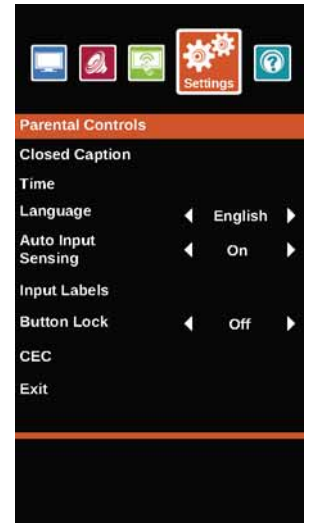 Settings
Parental Controls
Closed Caption
Time
Language English
Auto Input
Sensing On
Input Labels
Button Lock Off
CEC
Exit